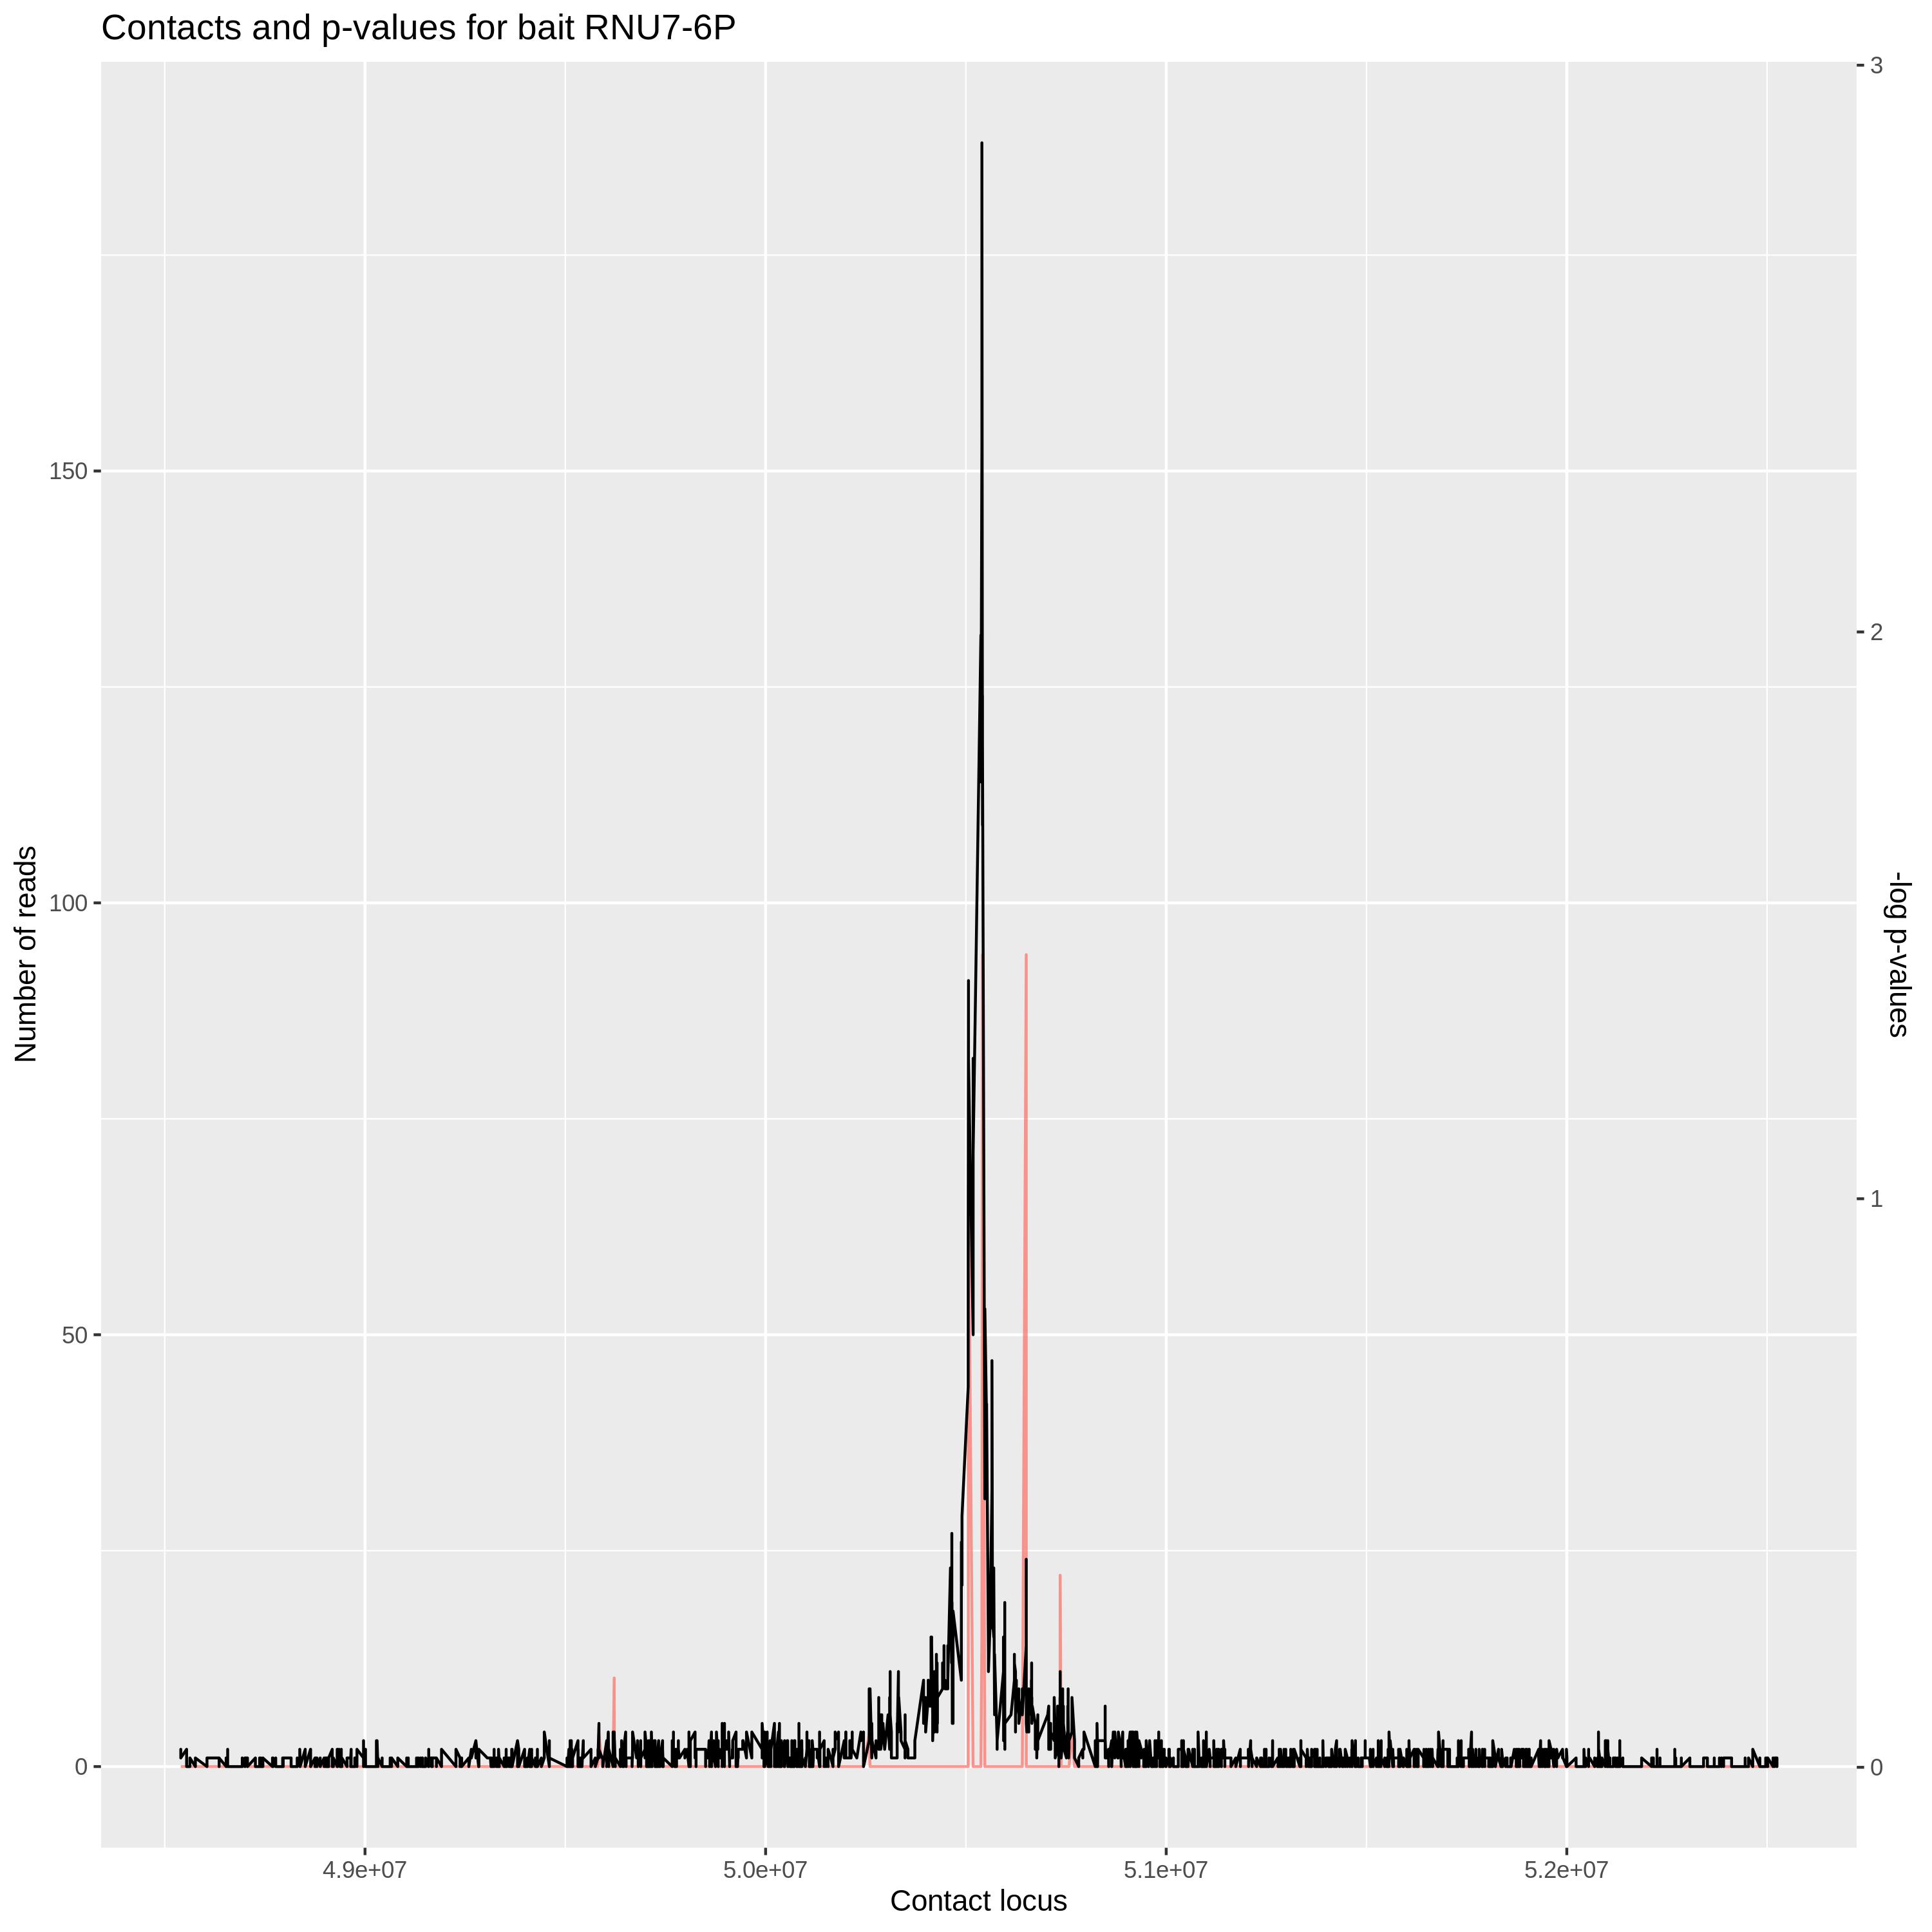 Contacts and p-values for bait RNU7-6P
3
150
2
100
Number of reads
-log p-values
1
50
0
0
4.9e+07 5.0e+07 5.1e+07 5.2e+07
Contact locus